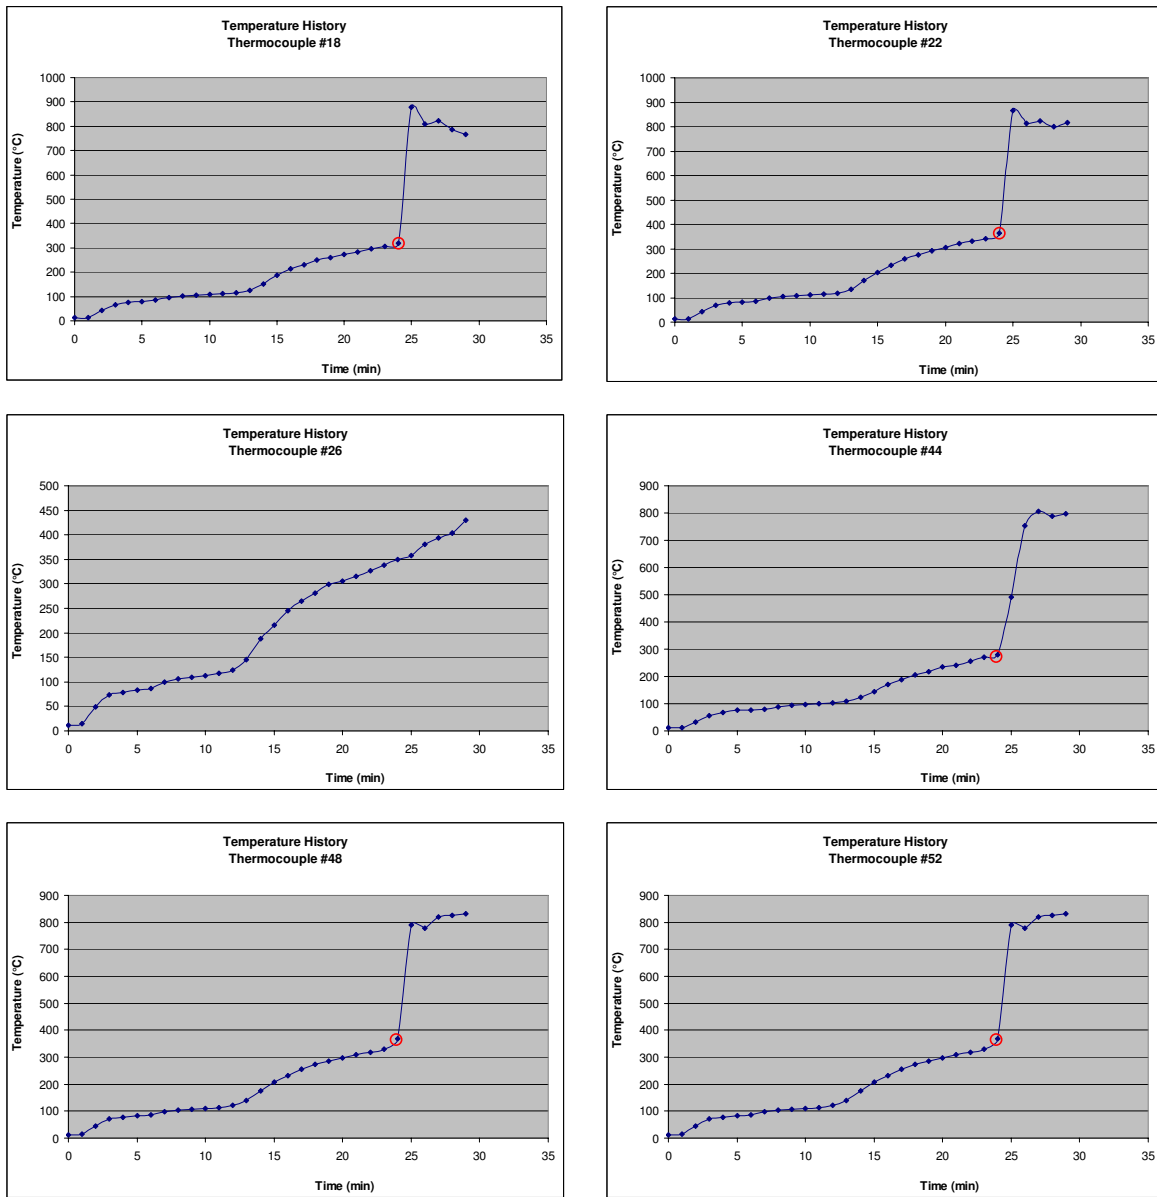 Temperature History
Thermocouple #18
1000
900
800
700
600
500
400
300
200
100
0
Temperature (°C)
0 5 10 15 20 25 30 35
Time (min)
Temperature History
Thermocouple #22
1000
900
800
700
600
500
400
300
200
100
0
Temperature (°C)
0 5 10 15 20 25 30 35
Time (min)
Temperature History
Thermocouple #26
500
450
400
350
300
250
200
150
100
50
0
Temperature (°C)
0 5 10 15 20 25 30 35
Time (min)
Temperature History
Thermocouple #44
900
800
700
600
500
400
300
200
100
0
Temperature (°C)
0 5 10 15 20 25 30 35
Time (min)
Temperature History
Thermocouple #48
900
800
700
600
500
400
300
200
100
0
Temperature (°C)
0 5 10 15 20 25 30 35
Time (min)
Temperature History
Thermocouple #52
900
800
700
600
500
400
300
200
100
0
Temperature (°C)
0 5 10 15 20 25 30 35
Time (min)